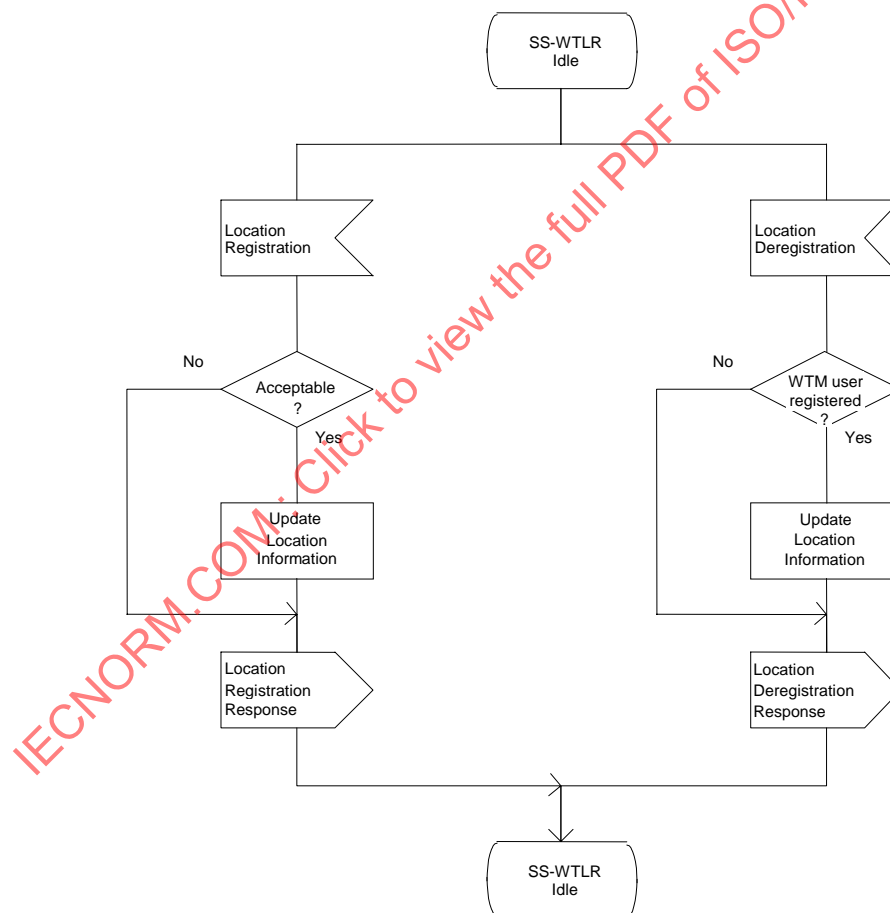 SS-WTLR
Idle
Location
Registration
Location
Deregistration
No
Acceptable
?
Yes
No
WTM user
registered
?
Yes
Update
Location
Information
Update
Location
Information
Location
Registration
Response
Location
Deregistration
Response
SS-WTLR
Idle
IECNORM.COM: Click to view the full PDF of ISO/